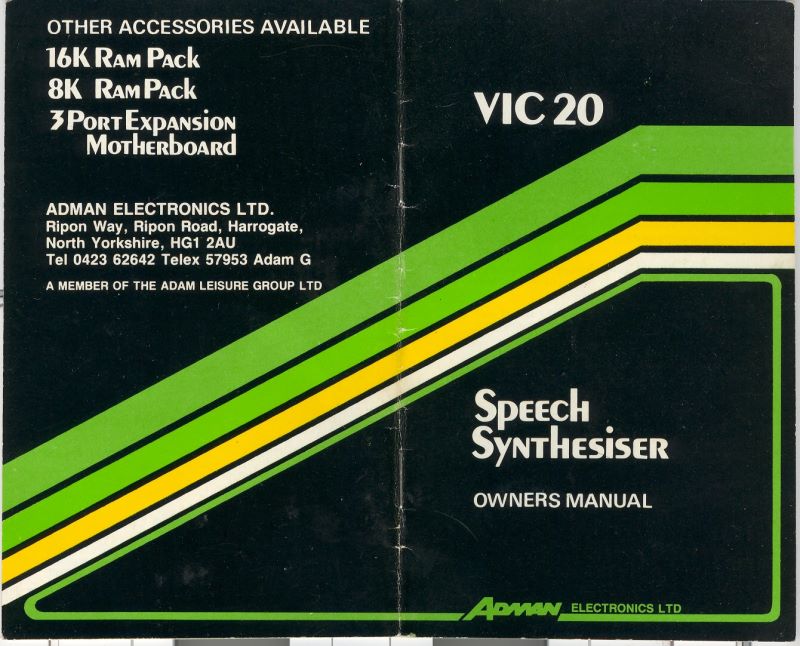 OTHER ACCESSORIES AVAILABLE
16K RAM PACK
8K RAM PACK
3 PORT EXPANSION
MOTHERBOARD
ADMAN ELECTRONICS LTD.
Ripon Way, Ripon Road, Harrogate,
North Yorkshire, HG1 2AU
Tel 0423 62642 Telex 57953 Adam G
A MEMBER OF THE ADAM LEISURE GROUP LTD
VIC 20
SPEECH
SYNTHESISER
OWNERS MANUAL
ADMAN ELECTRONICS LTD